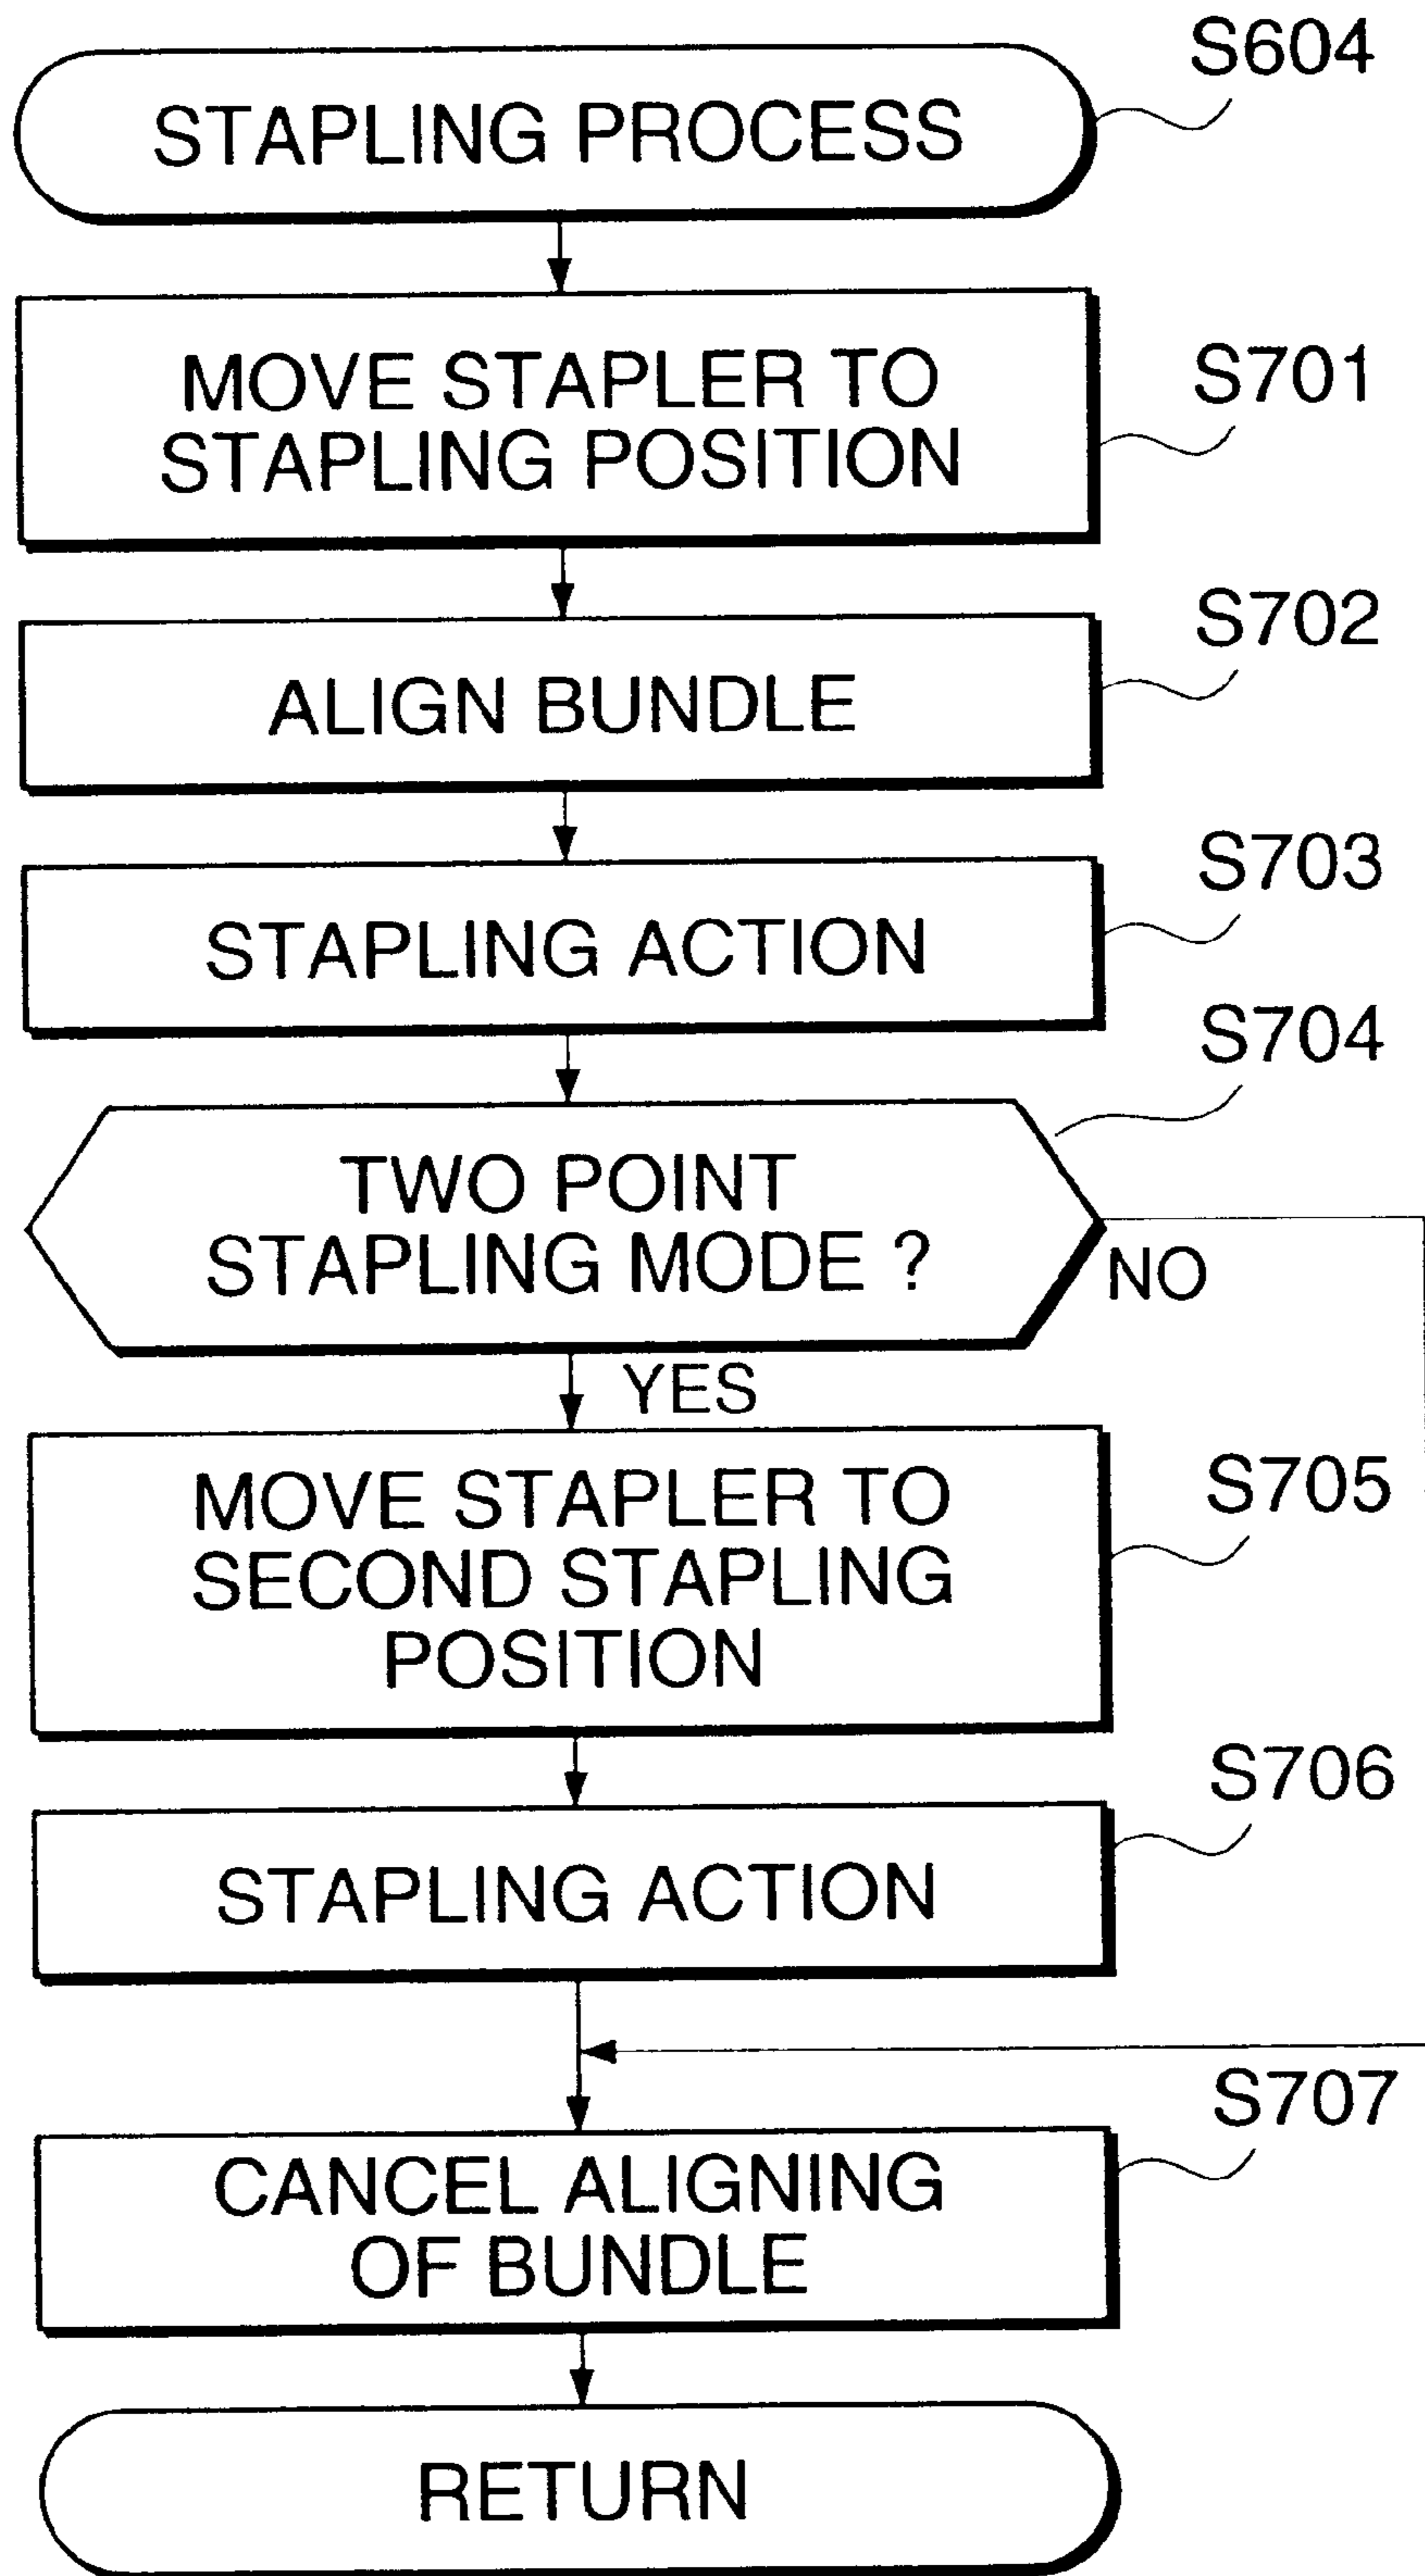 S604
STAPLING PROCESS
MOVE STAPLER TO
STAPLING POSITION
S701
ALIGN BUNDLE
S702
STAPLING ACTION
S703
TWO POINT
STAPLING MODE ?
S704
NO
YES
MOVE STAPLER TO
SECOND STAPLING
POSITION
S705
STAPLING ACTION
S706
CANCEL ALIGNING
OF BUNDLE
S707
RETURN